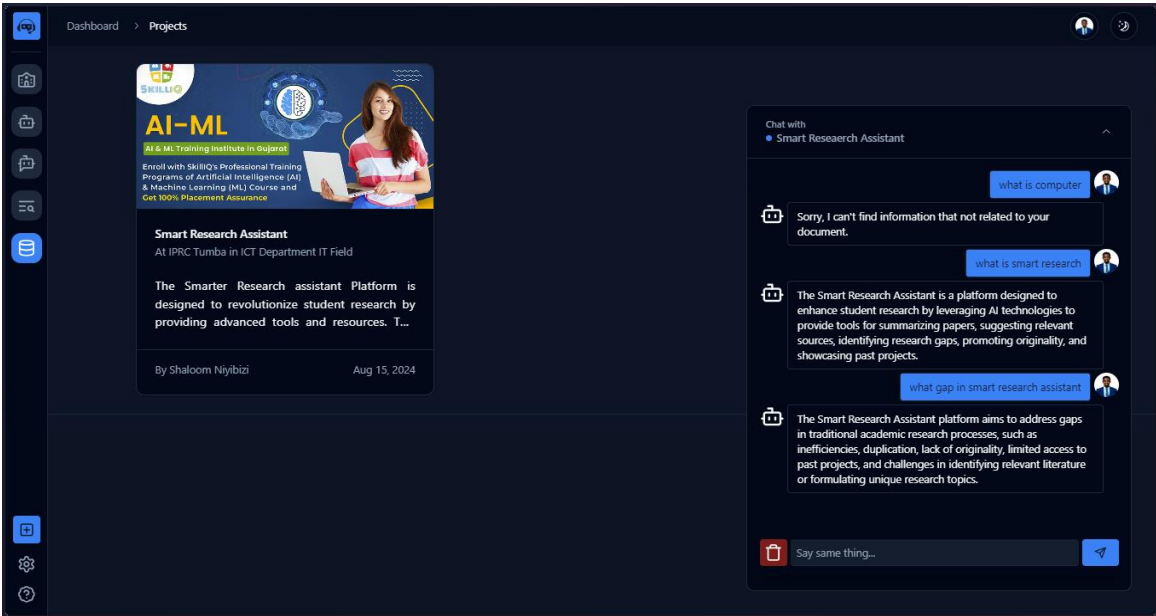 Dashboard > Projects
SKILLIQ
AI-ML
AI & ML Training Institute in Gujarat
Enroll with SkillIQ's Professional Training
Programs of Artificial Intelligence (AI)
& Machine Learning (ML) Course and
Get 100% Placement Assurance
Smart Research Assistant
At IPRC Tumba in ICT Department IT Field
The Smarter Research assistant Platform is
designed to revolutionize student research by
providing advanced tools and resources. T...
By Shaloom Niyibizi
Aug 15, 2024
Chat with
Smart Reseaerch Assistant
what is computer
Sorry, I can't find information that not related to your
document.
what is smart research
The Smart Research Assistant is a platform designed to
enhance student research by leveraging AI technologies to
provide tools for summarizing papers, suggesting relevant
sources, identifying research gaps, promoting originality, and
showcasing past projects.
what gap in smart research assistant
The Smart Research Assistant platform aims to address gaps
in traditional academic research processes, such as
inefficiencies, duplication, lack of originality, limited access to
past projects, and challenges in identifying relevant literature
or formulating unique research topics.
Say same thing...